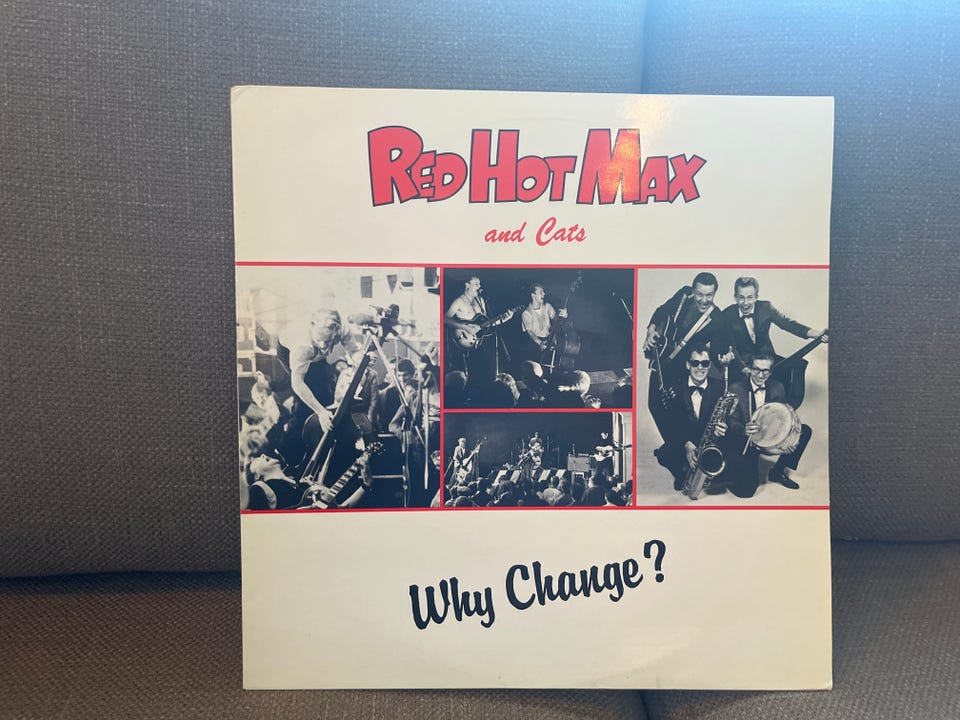 RED HOT MAX
and Cats
Why Change?